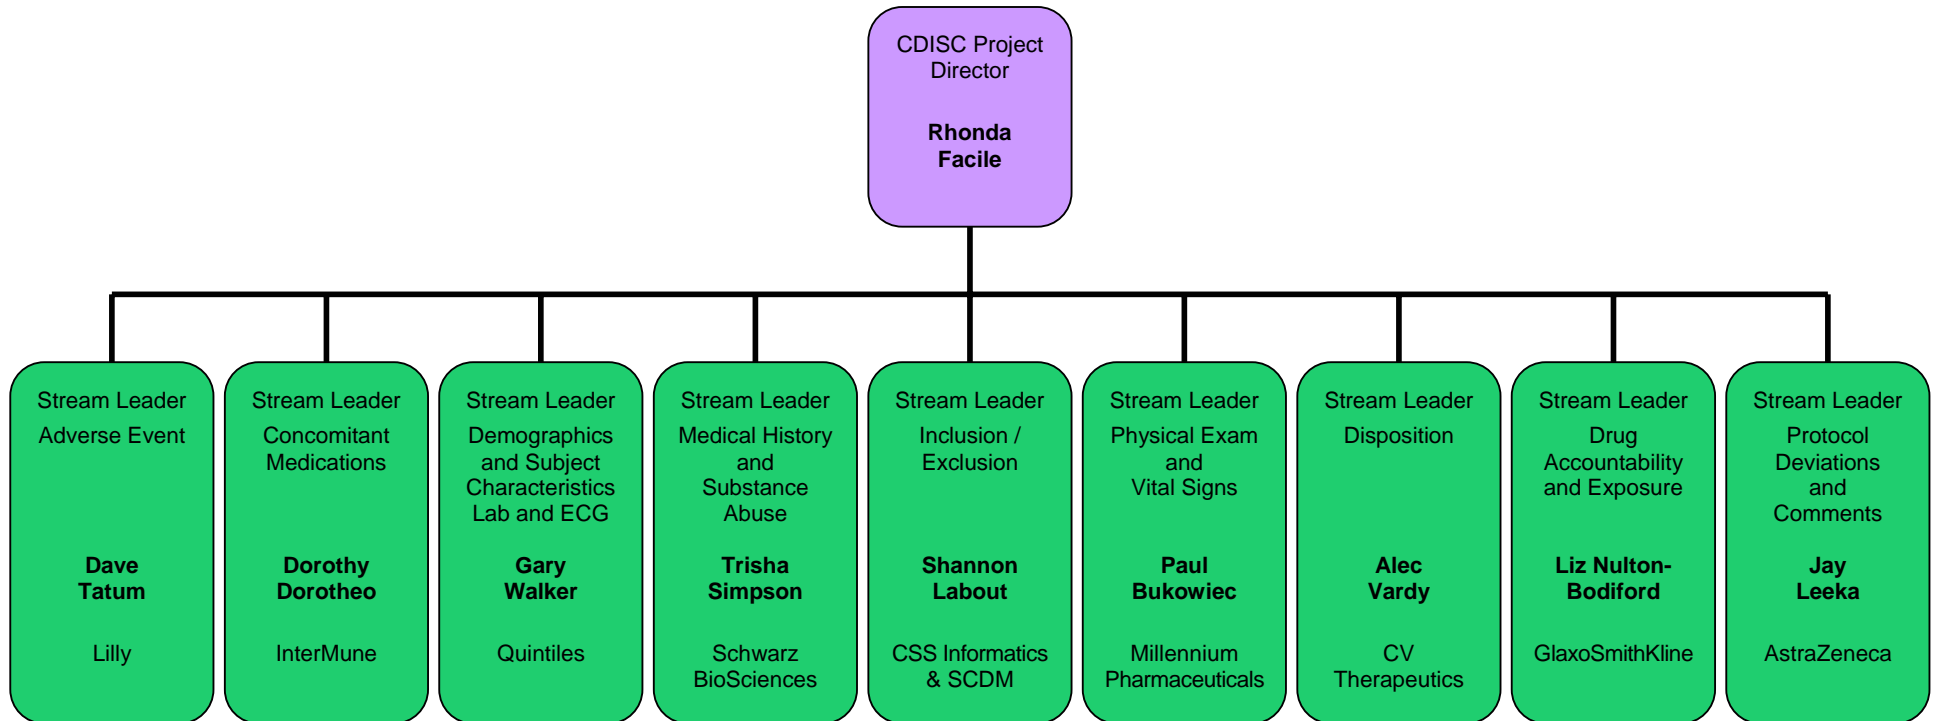 CDISC Project
Director
Rhonda
Facile
Stream Leader
Adverse Event
Dave
Tatum
Lilly
Stream Leader
Concomitant
Medications
Dorothy
Dorotheo
InterMune
Stream Leader
Demographics
and Subject
Characteristics
Lab and ECG
Gary
Walker
Quintiles
Stream Leader
Medical History
and
Substance
Abuse
Trisha
Simpson
Schwarz
BioSciences
Stream Leader
Inclusion /
Exclusion
Shannon
Labout
CSS Informatics
& SCDM
Stream Leader
Physical Exam
and
Vital Signs
Paul
Bukowiec
Millennium
Pharmaceuticals
Stream Leader
Disposition
Alec
Vardy
CV
Therapeutics
Stream Leader
Drug
Accountability
and Exposure
Liz Nulton-
Bodiford
GlaxoSmithKline
Stream Leader
Protocol
Deviations
and
Comments
Jay
Leeka
AstraZeneca